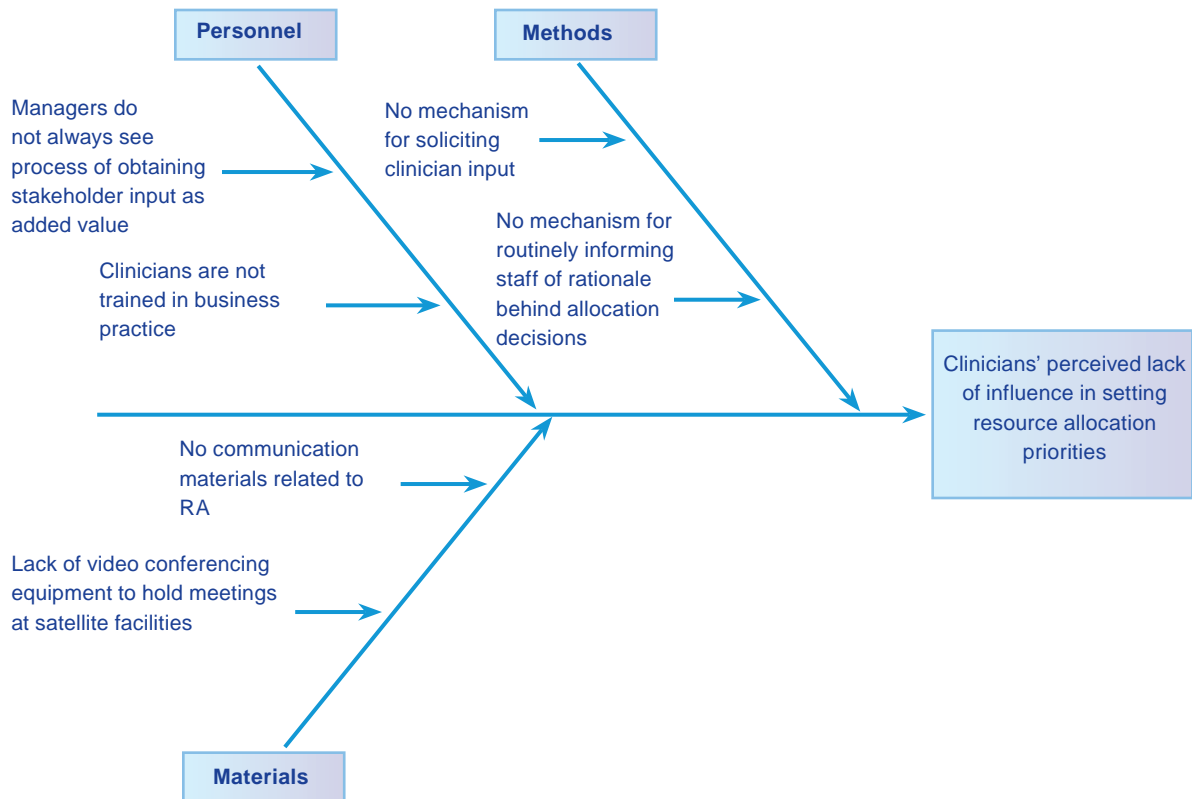 Personnel
Methods
Managers do
not always see
process of obtaining
stakeholder input as
added value
No mechanism
for soliciting
clinician input
Clinicians are not
trained in business
practice
No mechanism for
routinely informing
staff of rationale
behind allocation
decisions
Clinicians’ perceived lack
of influence in setting
resource allocation
priorities
No communication
materials related to
RA
Lack of video conferencing
equipment to hold meetings
at satellite facilities
Materials